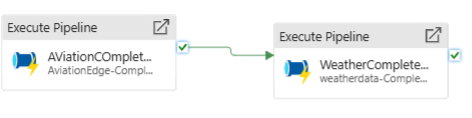 Execute Pipeline
AViationCOmplet...
AviationEdge-Compl...
Execute Pipeline
WeatherComplete...
weatherdata-Comple...